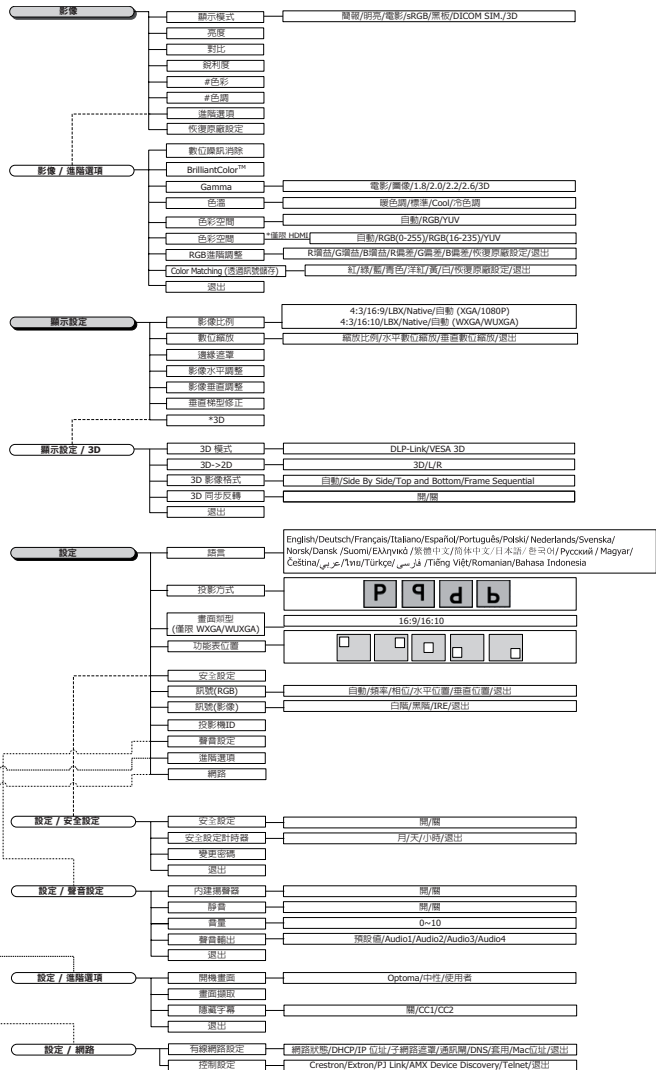 影像
顯示模式
簡報/明亮/電影/sRGB/黑板/DICOM SIM./3D
亮度
對比
銳利度
#色彩
#色調
進階選項
恢復原廠設定
影像 / 進階選項
數位雜訊消除
BrilliantColor™
Gamma
電影/圖像/1.8/2.0/2.2/2.6/3D
色溫
暖色調/標準/Cool/冷色調
色彩空間
自動/RGB/YUV
色彩空間
*僅限 HDMI
自動/RGB(0-255)/RGB(16-235)/YUV
RGB進階調整
R增益/G增益/B增益/R偏差/G偏差/B偏差/恢復原廠設定/退出
Color Matching (透過訊號儲存)
紅/綠/藍/青色/洋紅/黃/白/恢復原廠設定/退出
退出
顯示設定
影像比例
4:3/16:9/LBX/Native/自動 (XGA/1080P)
4:3/16:10/LBX/Native/自動 (WXGA/WUXGA)
數位縮放
縮放比例/水平數位縮放/垂直數位縮放/退出
邊緣遮罩
影像水平調整
影像垂直調整
垂直梯型修正
*3D
顯示設定 / 3D
3D 模式
DLP-Link/VESA 3D
3D->2D
3D/L/R
3D 影像格式
自動/Side By Side/Top and Bottom/Frame Sequential
3D 同步反轉
開/關
退出
設定
語言
English/Deutsch/Français/Italiano/Español/Português/Polski/ Nederlands/Svenska/
Norsk/Dansk /Suomi/Ελληνικά /繁體中文/简体中文/日本語/한국어/Русский / Magyar/
Čeština/عربي/ไทย/Türkçe/فارسی /Tiếng Việt/Romanian/Bahasa Indonesia
投影方式
P
畫面類型
(僅限 WXGA/WUXGA)
16:9/16:10
功能表位置
安全設定
訊號(RGB)
自動/頻率/相位/水平位置/垂直位置/退出
訊號(影像)
白階/黑階/IRE/退出
投影機ID
聲音設定
進階選項
網路
設定 / 安全設定
安全設定
開/關
安全設定計時器
月/天/小時/退出
變更密碼
退出
設定 / 聲音設定
內建揚聲器
開/關
靜音
開/關
音量
0~10
聲音輸出
預設值/Audio1/Audio2/Audio3/Audio4
退出
設定 / 進階選項
開機畫面
Optoma/中性/使用者
畫面擷取
隱藏字幕
關/CC1/CC2
退出
設定 / 網路
有線網路設定
網路狀態/DHCP/IP 位址/子網路遮罩/通訊閘/DNS/套用/Mac位址/退出
控制設定
Crestron/Extron/PJ Link/AMX Device Discovery/Telnet/退出